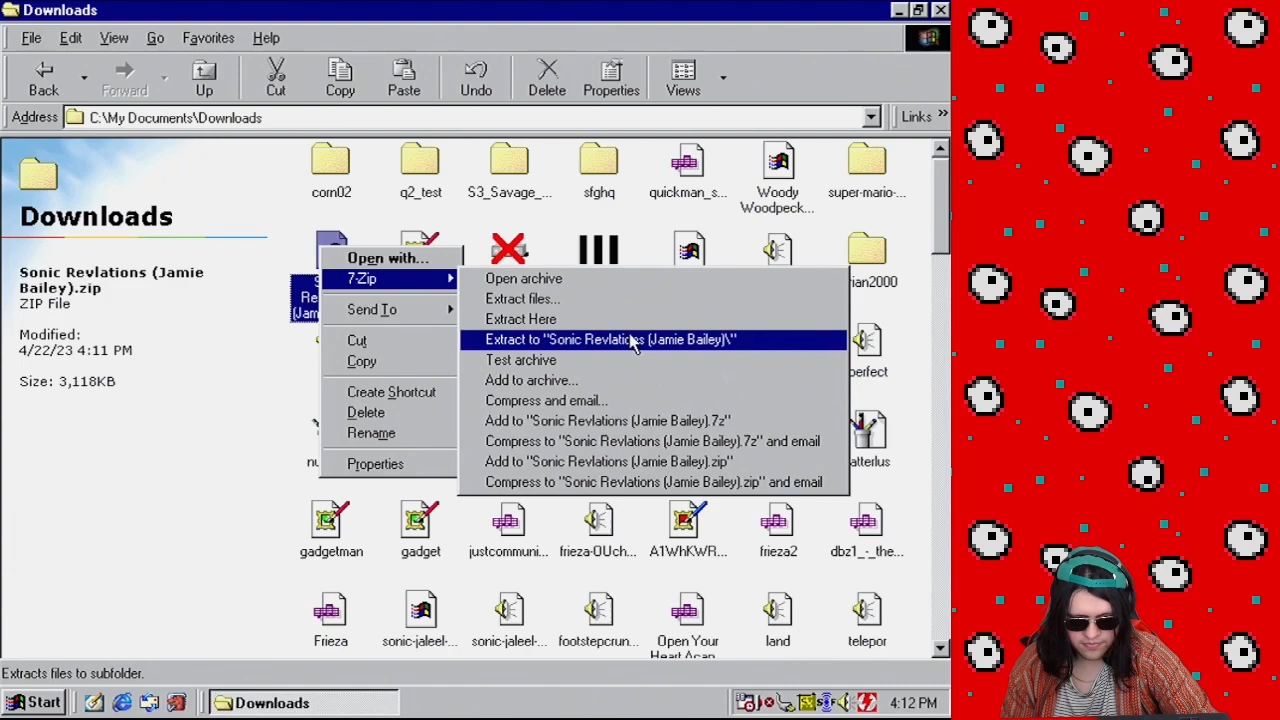 Downloads
File Edit View Go Favorites Help
Back Forward Up Cut Copy Paste Undo Delete Properties Views
Address C:\My Documents\Downloads Links »
corn02 q2_test S3_Savage_... sfghq quickman_s... Woody Woodpeck... super-mario-...
Downloads
Sonic Revlations (Jamie
Bailey).zip
ZIP File
Modified:
4/22/23 4:11 PM
Size: 3,118KB
Open with...
7-Zip
Send To
Cut
Copy
Create Shortcut
Delete
Rename
Properties
Open archive
Extract files...
Extract Here
Extract to "Sonic Revlations (Jamie Bailey)\"
Test archive
Add to archive...
Compress and email...
Add to "Sonic Revlations (Jamie Bailey).7z"
Compress to "Sonic Revlations (Jamie Bailey).7z" and email
Add to "Sonic Revlations (Jamie Bailey).zip"
Compress to "Sonic Revlations (Jamie Bailey).zip" and email
gadgetman gadget justcommuni... frieza-0Uch... A1WhKWR... frieza2 dbz1_-_the...
Frieza sonic-jaleel-... sonic-jaleel-... footstepcrun... Open Your land telepor
Extracts files to subfolder.
Start Downloads 4:12 PM